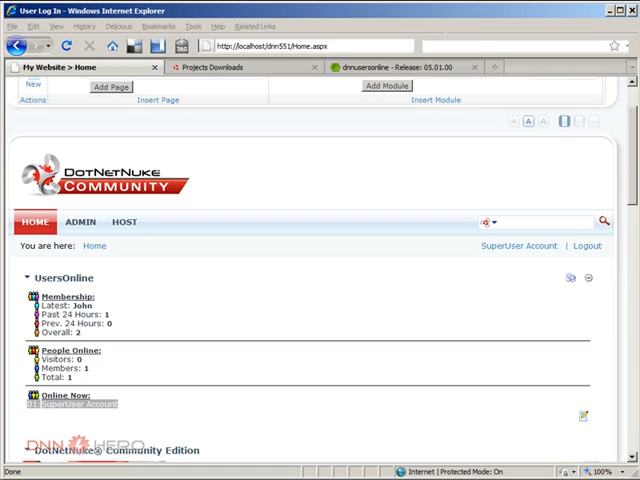 User Log In - Windows Internet Explorer
File Edit View History Delicious Bookmarks Tools Help Related Links
http://localhost/dnn551/Home.aspx
My Website > Home
Projects Downloads
dnnusersonline - Release: 05.01.00
New
Add Page
Add Module
Actions
Insert Page
Insert Module
A A A
DOTNETNUKE
COMMUNITY
HOME ADMIN HOST
You are here: Home
SuperUser Account | Logout
UsersOnline
Membership:
Latest: John
Past 24 Hours: 1
Prev. 24 Hours: 0
Overall: 2
People Online:
Visitors: 0
Members: 1
Total: 1
Online Now:
01: SuperUser Account
DNN HERO
DotNetNuke® Community Edition
Done
Internet | Protected Mode: On
100%